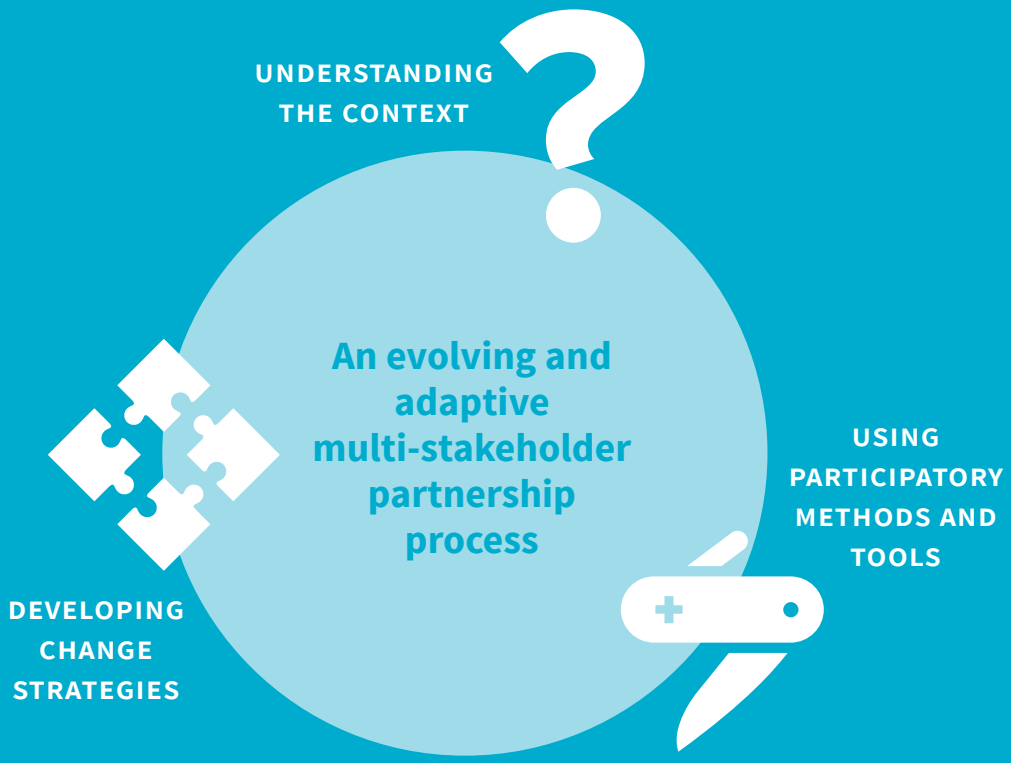 UNDERSTANDING
THE CONTEXT
An evolving and
adaptive
multi-stakeholder
partnership
process
USING
PARTICIPATORY
METHODS AND
TOOLS
DEVELOPING
CHANGE
STRATEGIES